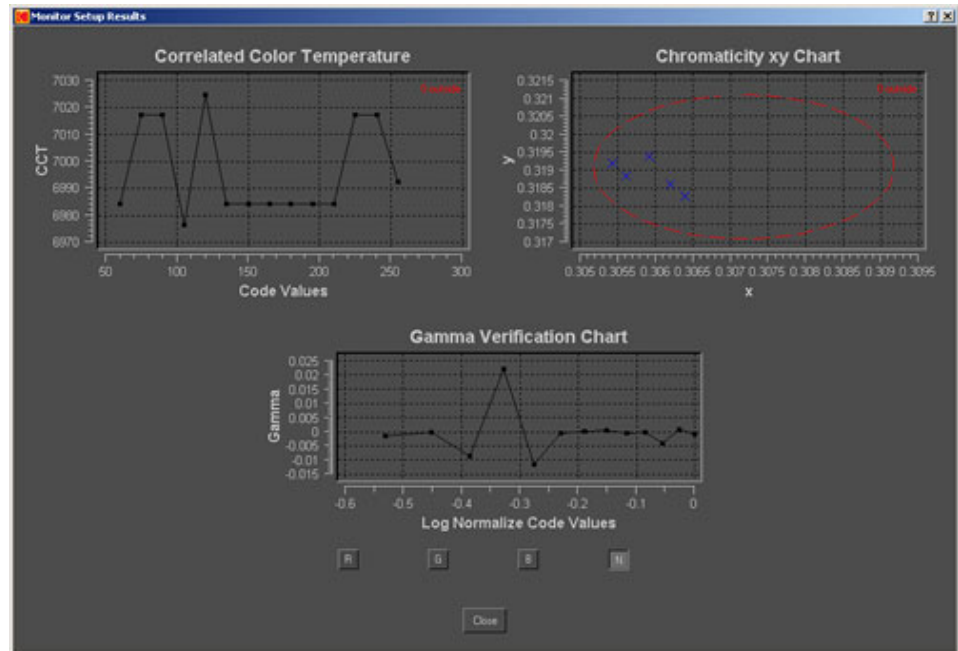 Monitor Setup Results
Correlated Color Temperature
CCT
7030
7020
7010
7000
6990
6980
6970
50 100 150 200 250 300
Code Values
Chromaticity xy Chart
y
0.3215
0.321
0.3205
0.32
0.3195
0.319
0.3185
0.318
0.3175
0.317
0.305 0.3055 0.306 0.3065 0.307 0.3075 0.308 0.3085 0.309 0.3095
x
Gamma Verification Chart
Gamma
0.025
0.02
0.015
0.01
0.005
0
-0.005
-0.01
-0.015
-0.6 -0.5 -0.4 -0.3 -0.2 -0.1 0
Log Normalize Code Values
R G B N
Close